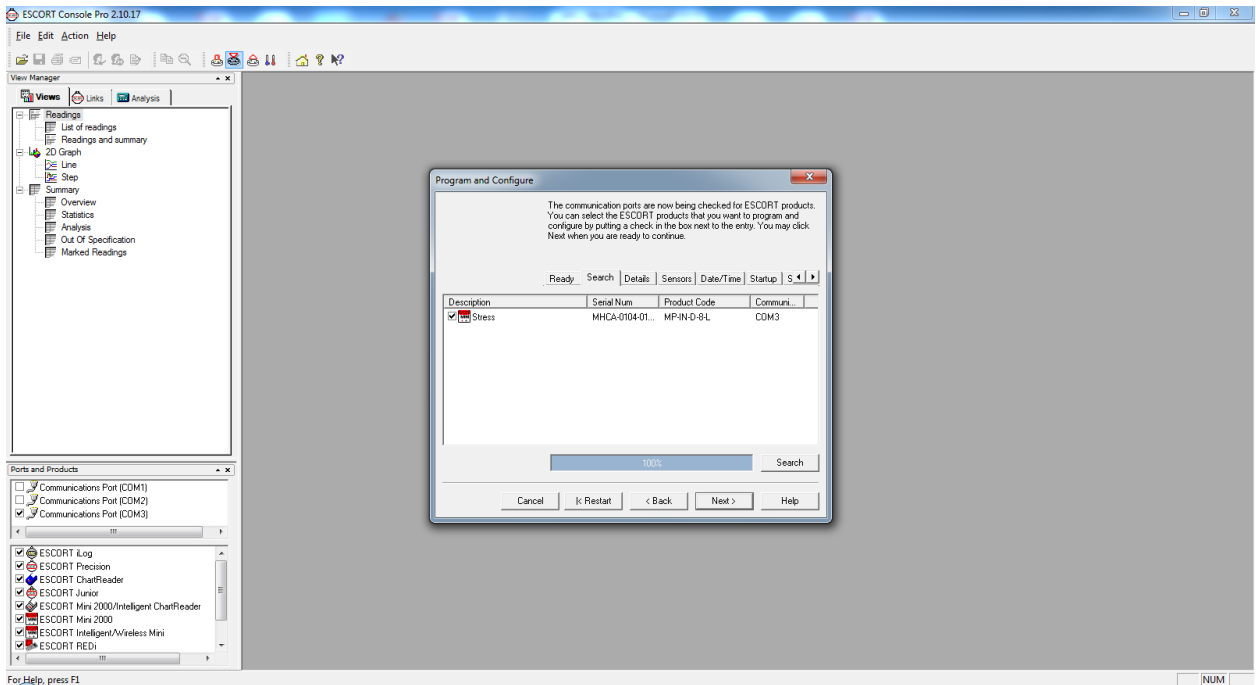 ESCORT Console Pro 2.10.17
File Edit Action Help
View Manager
Views Links Analysis
Readings
List of readings
Readings and summary
2D Graph
Line
Step
Summary
Overview
Statistics
Analysis
Out Of Specification
Marked Readings
Ports and Products
Communications Port (COM1)
Communications Port (COM2)
Communications Port (COM3)
ESCORT iLog
ESCORT Precision
ESCORT ChartReader
ESCORT Junior
ESCORT Mini 2000/Intelligent ChartReader
ESCORT Mini 2000
ESCORT Intelligent/Wireless Mini
ESCORT REDi
Program and Configure
The communication ports are now being checked for ESCORT products.
You can select the ESCORT products that you want to program and
configure by putting a check in the box next to the entry. You may click
Next when you are ready to continue.
Ready Search Details Sensors Date/Time Startup S
Description Serial Num Product Code Communi...
Stress MHCA-0104-01... MP-IN-D-8-L COM3
100% Search
Cancel |< Restart < Back Next > Help
For Help, press F1 NUM